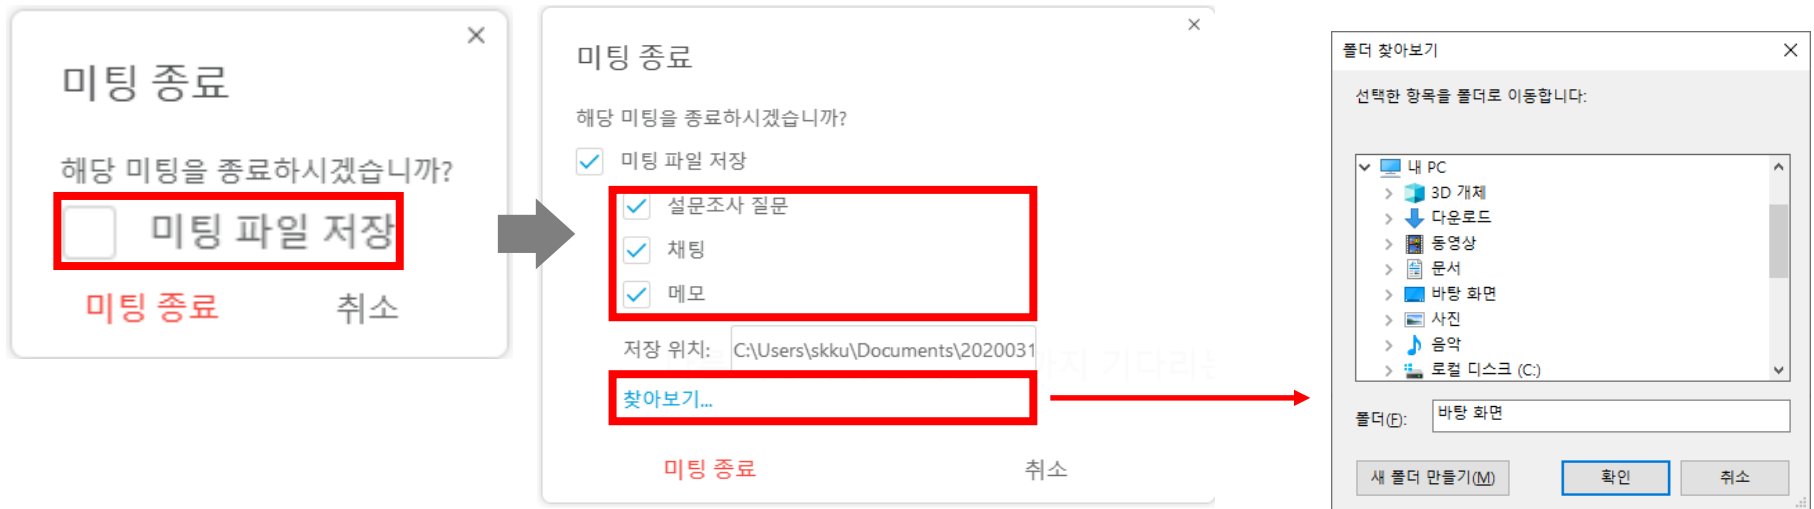 미팅 종료
해당 미팅을 종료하시겠습니까?
미팅 파일 저장
미팅 종료
취소
미팅 종료
해당 미팅을 종료하시겠습니까?
미팅 파일 저장
설문조사 질문
채팅
메모
저장 위치: C:\Users\skku\Documents\2020031
까지 기다리는
찾아보기...
미팅 종료
취소
폴더 찾아보기
선택한 항목을 폴더로 이동합니다:
내 PC
3D 개체
다운로드
동영상
문서
바탕 화면
사진
음악
로컬 디스크 (C:)
폴더(F): 바탕 화면
새 폴더 만들기(M)
확인
취소